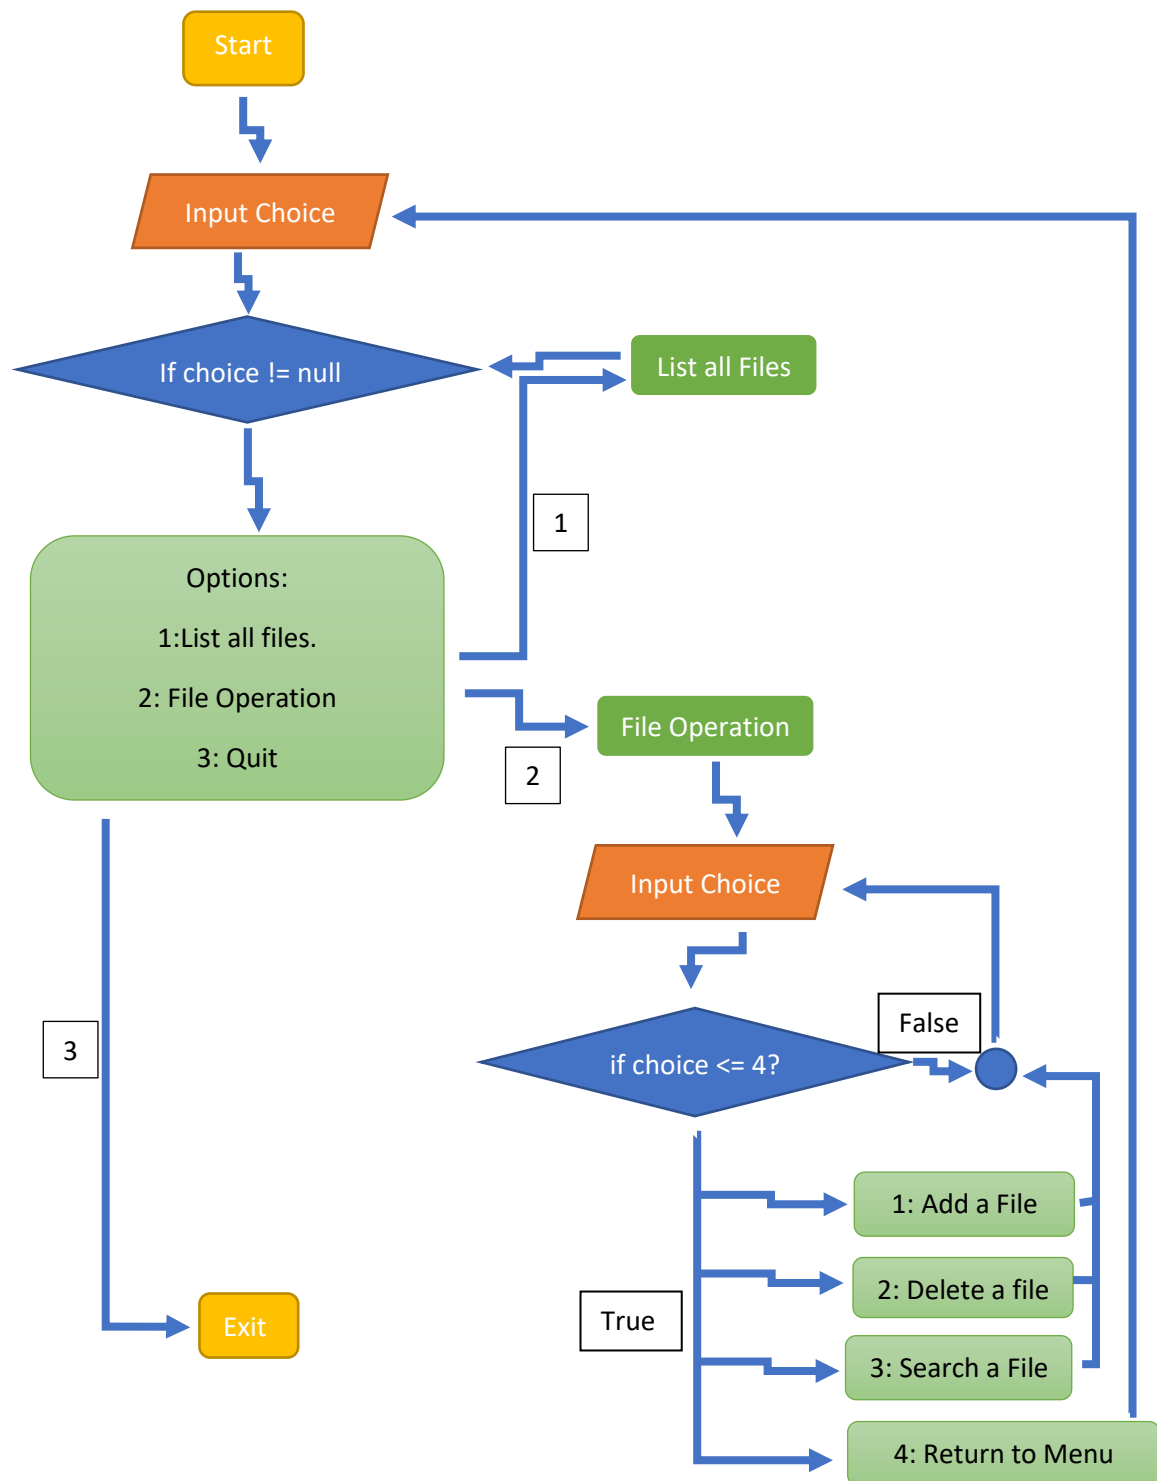 Start
Input Choice
If choice != null
List all Files
1
Options:
1:List all files.
2: File Operation
3: Quit
File Operation
2
Input Choice
False
3
if choice <= 4?
1: Add a File
2: Delete a file
True
Exit
3: Search a File
4: Return to Menu